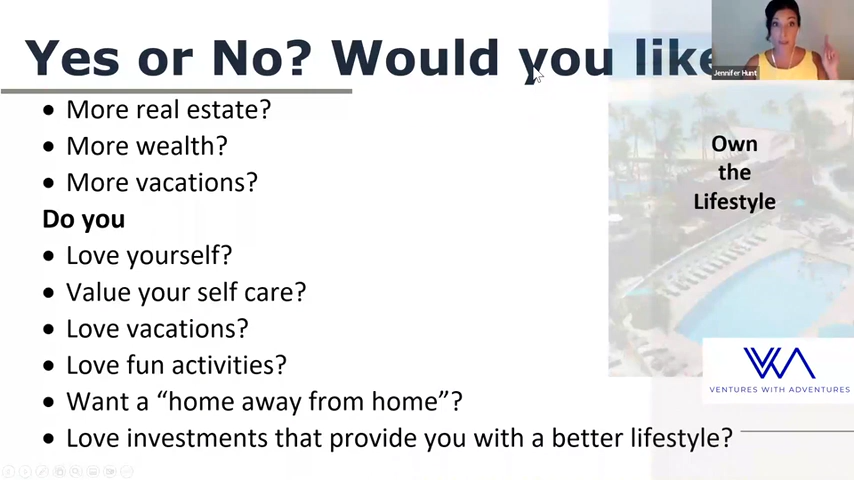 Yes or No? Would you like
Jennifer Hunt
• More real estate?
• More wealth?
• More vacations?
Do you
• Love yourself?
• Value your self care?
• Love vacations?
• Love fun activities?
• Want a “home away from home”?
• Love investments that provide you with a better lifestyle?
Own
the
Lifestyle
VWA
VENTURES WITH ADVENTURES